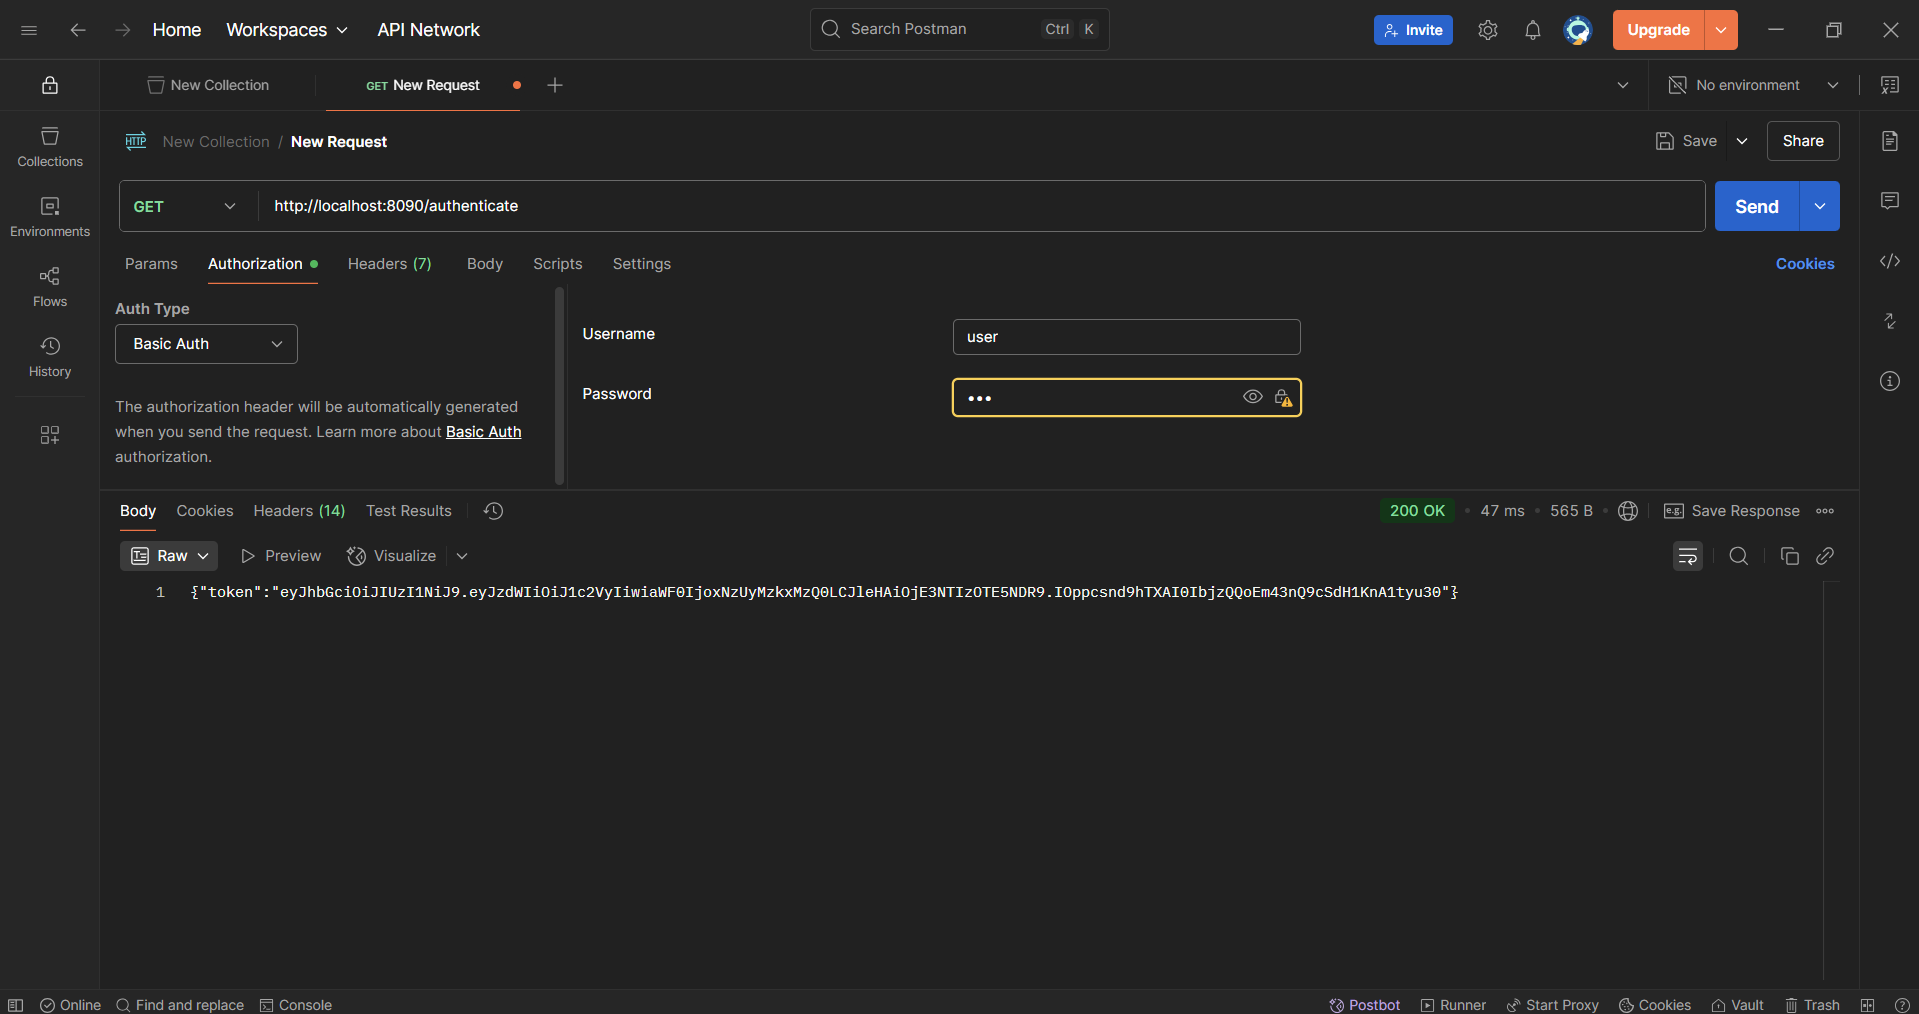 Home Workspaces API Network Search Postman Ctrl K Invite Upgrade
New Collection GET New Request No environment
HTTP New Collection / New Request Save Share
Collections
Environments
Flows
History
GET http://localhost:8090/authenticate Send
Params Authorization Headers (7) Body Scripts Settings Cookies
Auth Type
Basic Auth
The authorization header will be automatically generated
when you send the request. Learn more about Basic Auth
authorization.
Username user
Password •••
Body Cookies Headers (14) Test Results 200 OK • 47 ms • 565 B • e.g. Save Response
Raw Preview Visualize
1 {"token":"eyJhbGciOiJIUzI1NiJ9.eyJzdWIiOiJ1c2VyIiwiaWF0IjoxNzUyMzkxMzQ0LCJleHAiOjE3NTIzOTE5NDR9.IOppcsnd9hTXAI0IbjzQQoEm43nQ9cSdH1KnA1tyu30"}
Online Find and replace Console Postbot Runner Start Proxy Cookies Vault Trash